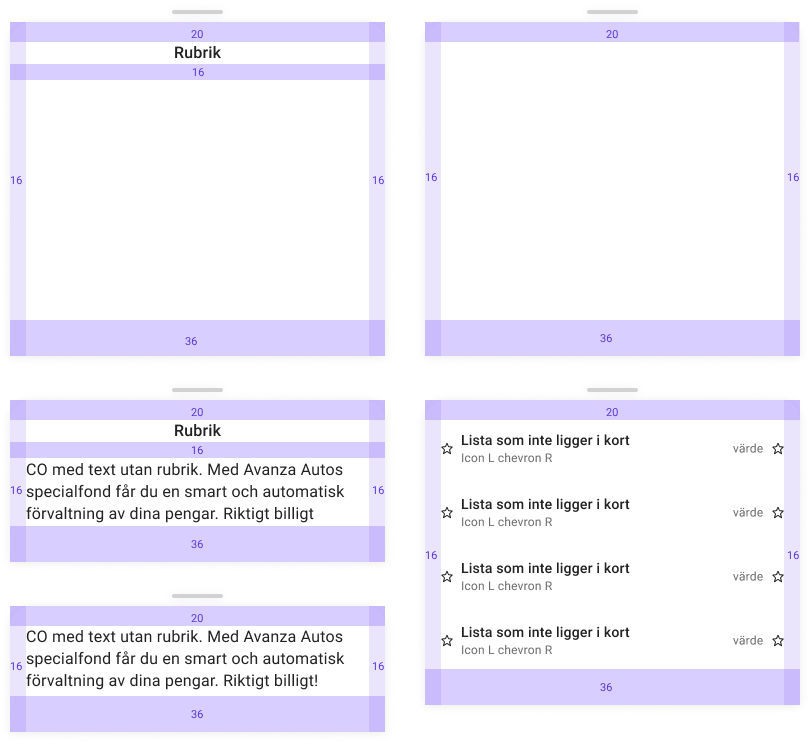 20
Rubrik
16
16
16
36
20
16
16
36
20
Rubrik
16
CO med text utan rubrik. Med Avanza Autos
16 specialfond får du en smart och automatisk 16
förvaltning av dina pengar. Riktigt billigt
36
20
CO med text utan rubrik. Med Avanza Autos
16 specialfond får du en smart och automatisk 16
förvaltning av dina pengar. Riktigt billigt!
36
20
Lista som inte ligger i kort
värde
Icon L chevron R
Lista som inte ligger i kort
värde
Icon L chevron R
16
16
Lista som inte ligger i kort
värde
Icon L chevron R
Lista som inte ligger i kort
värde
Icon L chevron R
36